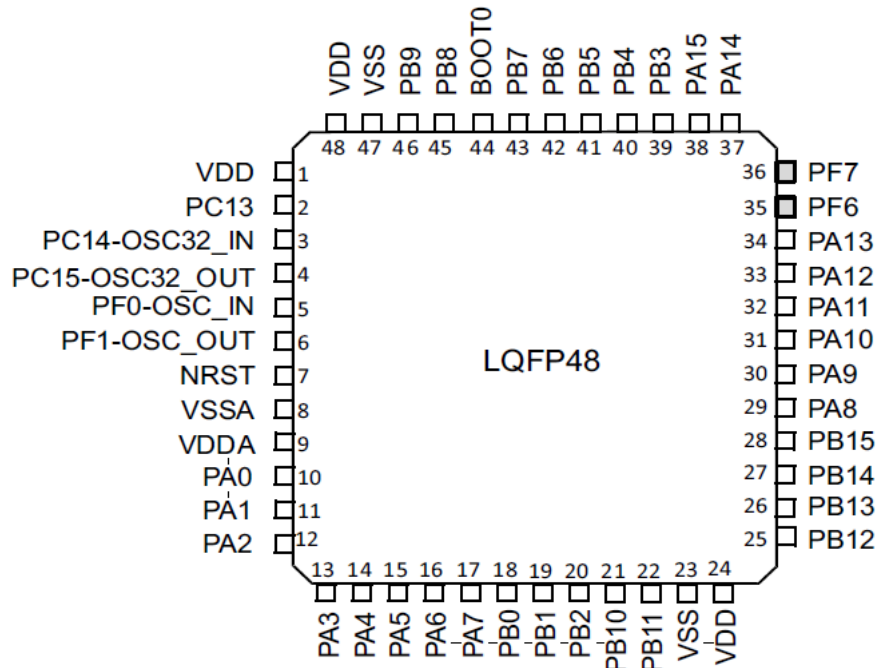 VDD
VSS
PB9
PB8
BOOT0
PB7
PB6
PB5
PB4
PB3
PA15
PA14
48 47 46 45 44 43 42 41 40 39 38 37
VDD 1
PC13 2
PC14-OSC32_IN 3
PC15-OSC32_OUT 4
PF0-OSC_IN 5
PF1-OSC_OUT 6
NRST 7
VSSA 8
VDDA 9
PA0 10
PA1 11
PA2 12
LQFP48
36 PF7
35 PF6
34 PA13
33 PA12
32 PA11
31 PA10
30 PA9
29 PA8
28 PB15
27 PB14
26 PB13
25 PB12
13 14 15 16 17 18 19 20 21 22 23 24
PA3
PA4
PA5
PA6
PA7
PB0
PB1
PB2
PB10
PB11
VSS
VDD